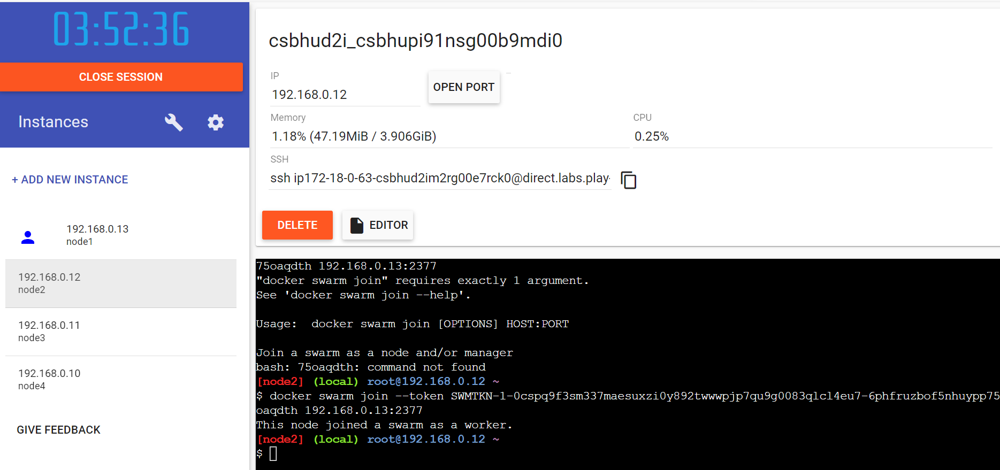 03:52:36
CLOSE SESSION
Instances
+ ADD NEW INSTANCE
192.168.0.13
node1
192.168.0.12
node2
192.168.0.11
node3
192.168.0.10
node4
GIVE FEEDBACK
csbhud2i_csbhupi91nsg00b9mdi0
IP
192.168.0.12
OPEN PORT
Memory
1.18% (47.19MiB / 3.906GiB)
CPU
0.25%
SSH
ssh ip172-18-0-63-csbhud2im2rg00e7rck0@direct.labs.play-
DELETE
EDITOR
75oaqdth 192.168.0.13:2377
"docker swarm join" requires exactly 1 argument.
See 'docker swarm join --help'.
Usage:  docker swarm join [OPTIONS] HOST:PORT
Join a swarm as a node and/or manager
bash: 75oaqdth: command not found
[node2] (local) root@192.168.0.12 ~
$ docker swarm join --token SWMTKN-1-0cspq9f3sm337maesuxzi0y892twwwpjp7qu9g0083qlcl4eu7-6phfruzbof5nhuypp75
oaqdth 192.168.0.13:2377
This node joined a swarm as a worker.
[node2] (local) root@192.168.0.12 ~
$